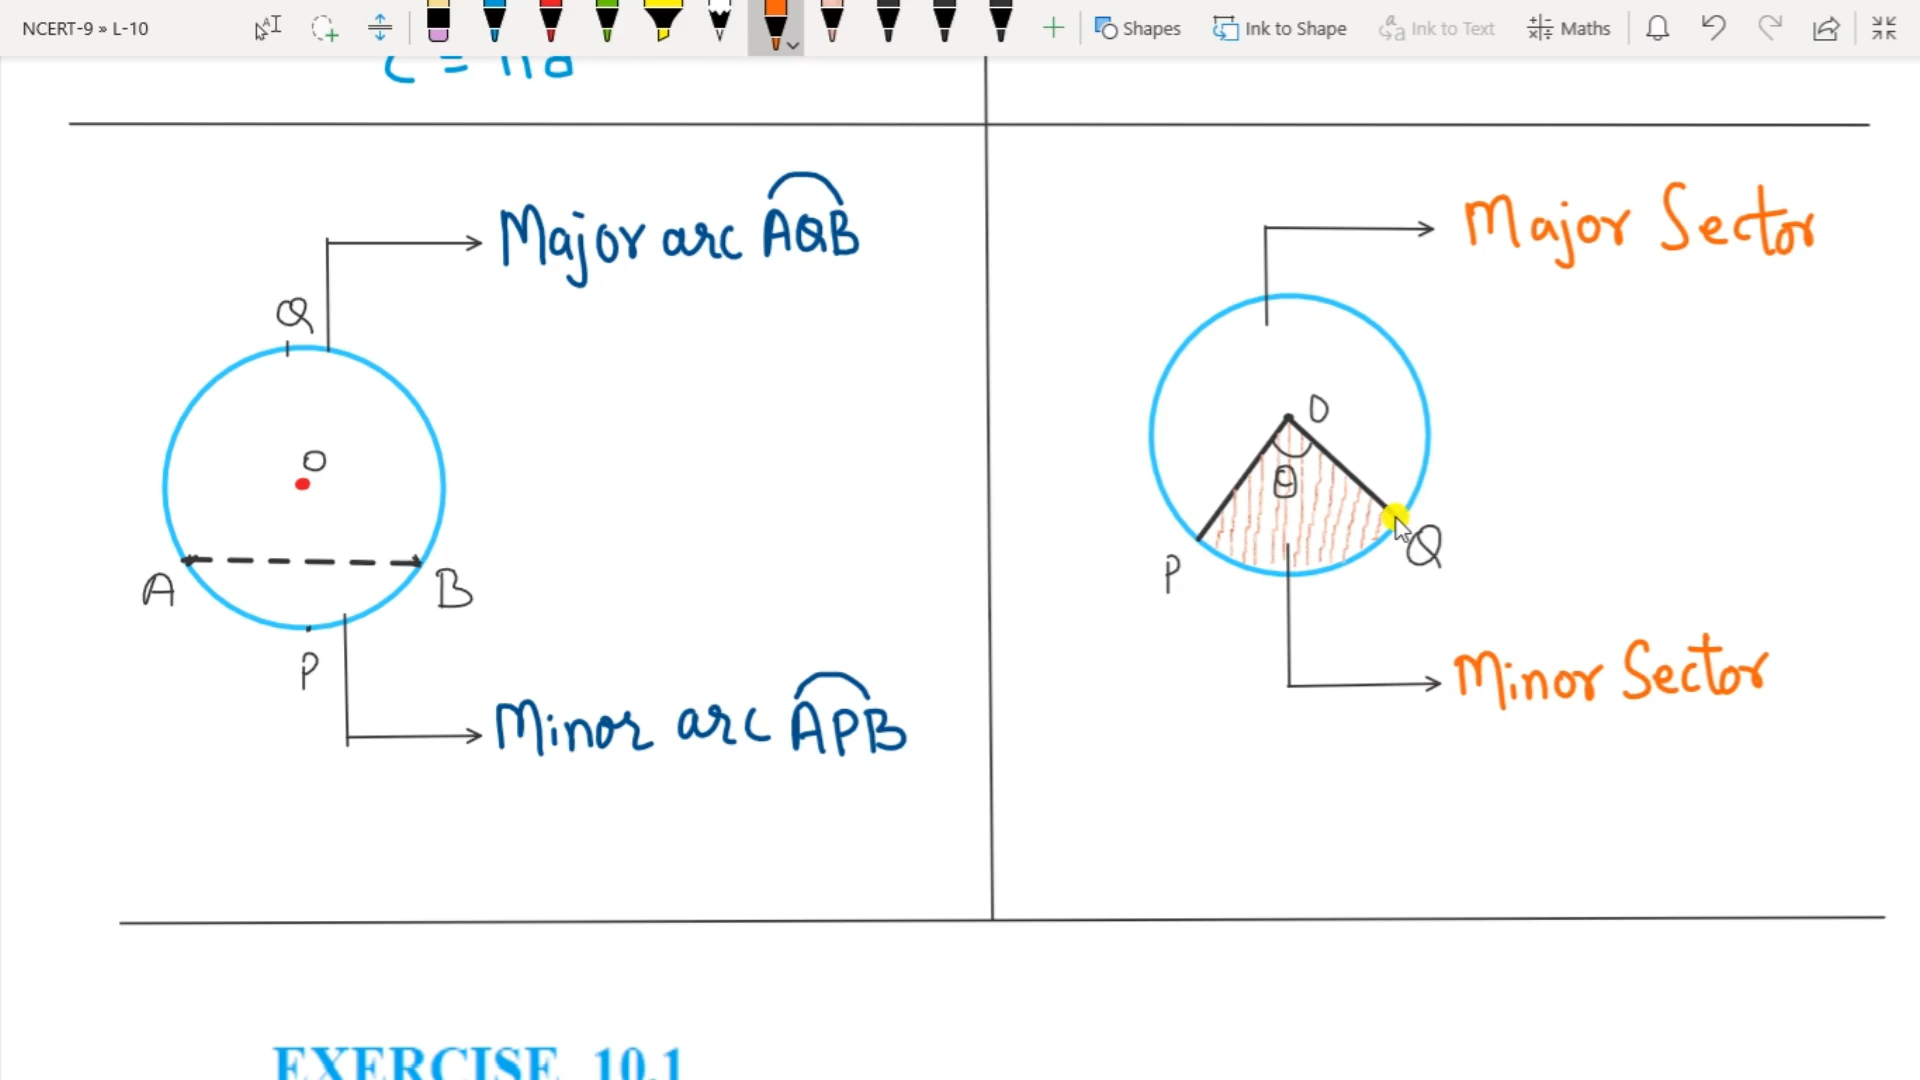 NCERT-9 » L-10
Shapes
Ink to Shape
Ink to Text
Maths
C = πd
Major arc AQB
Q
O
A
B
P
Minor arc APB
Major Sector
O
θ
P
Q
Minor Sector
EXERCISE 10.1